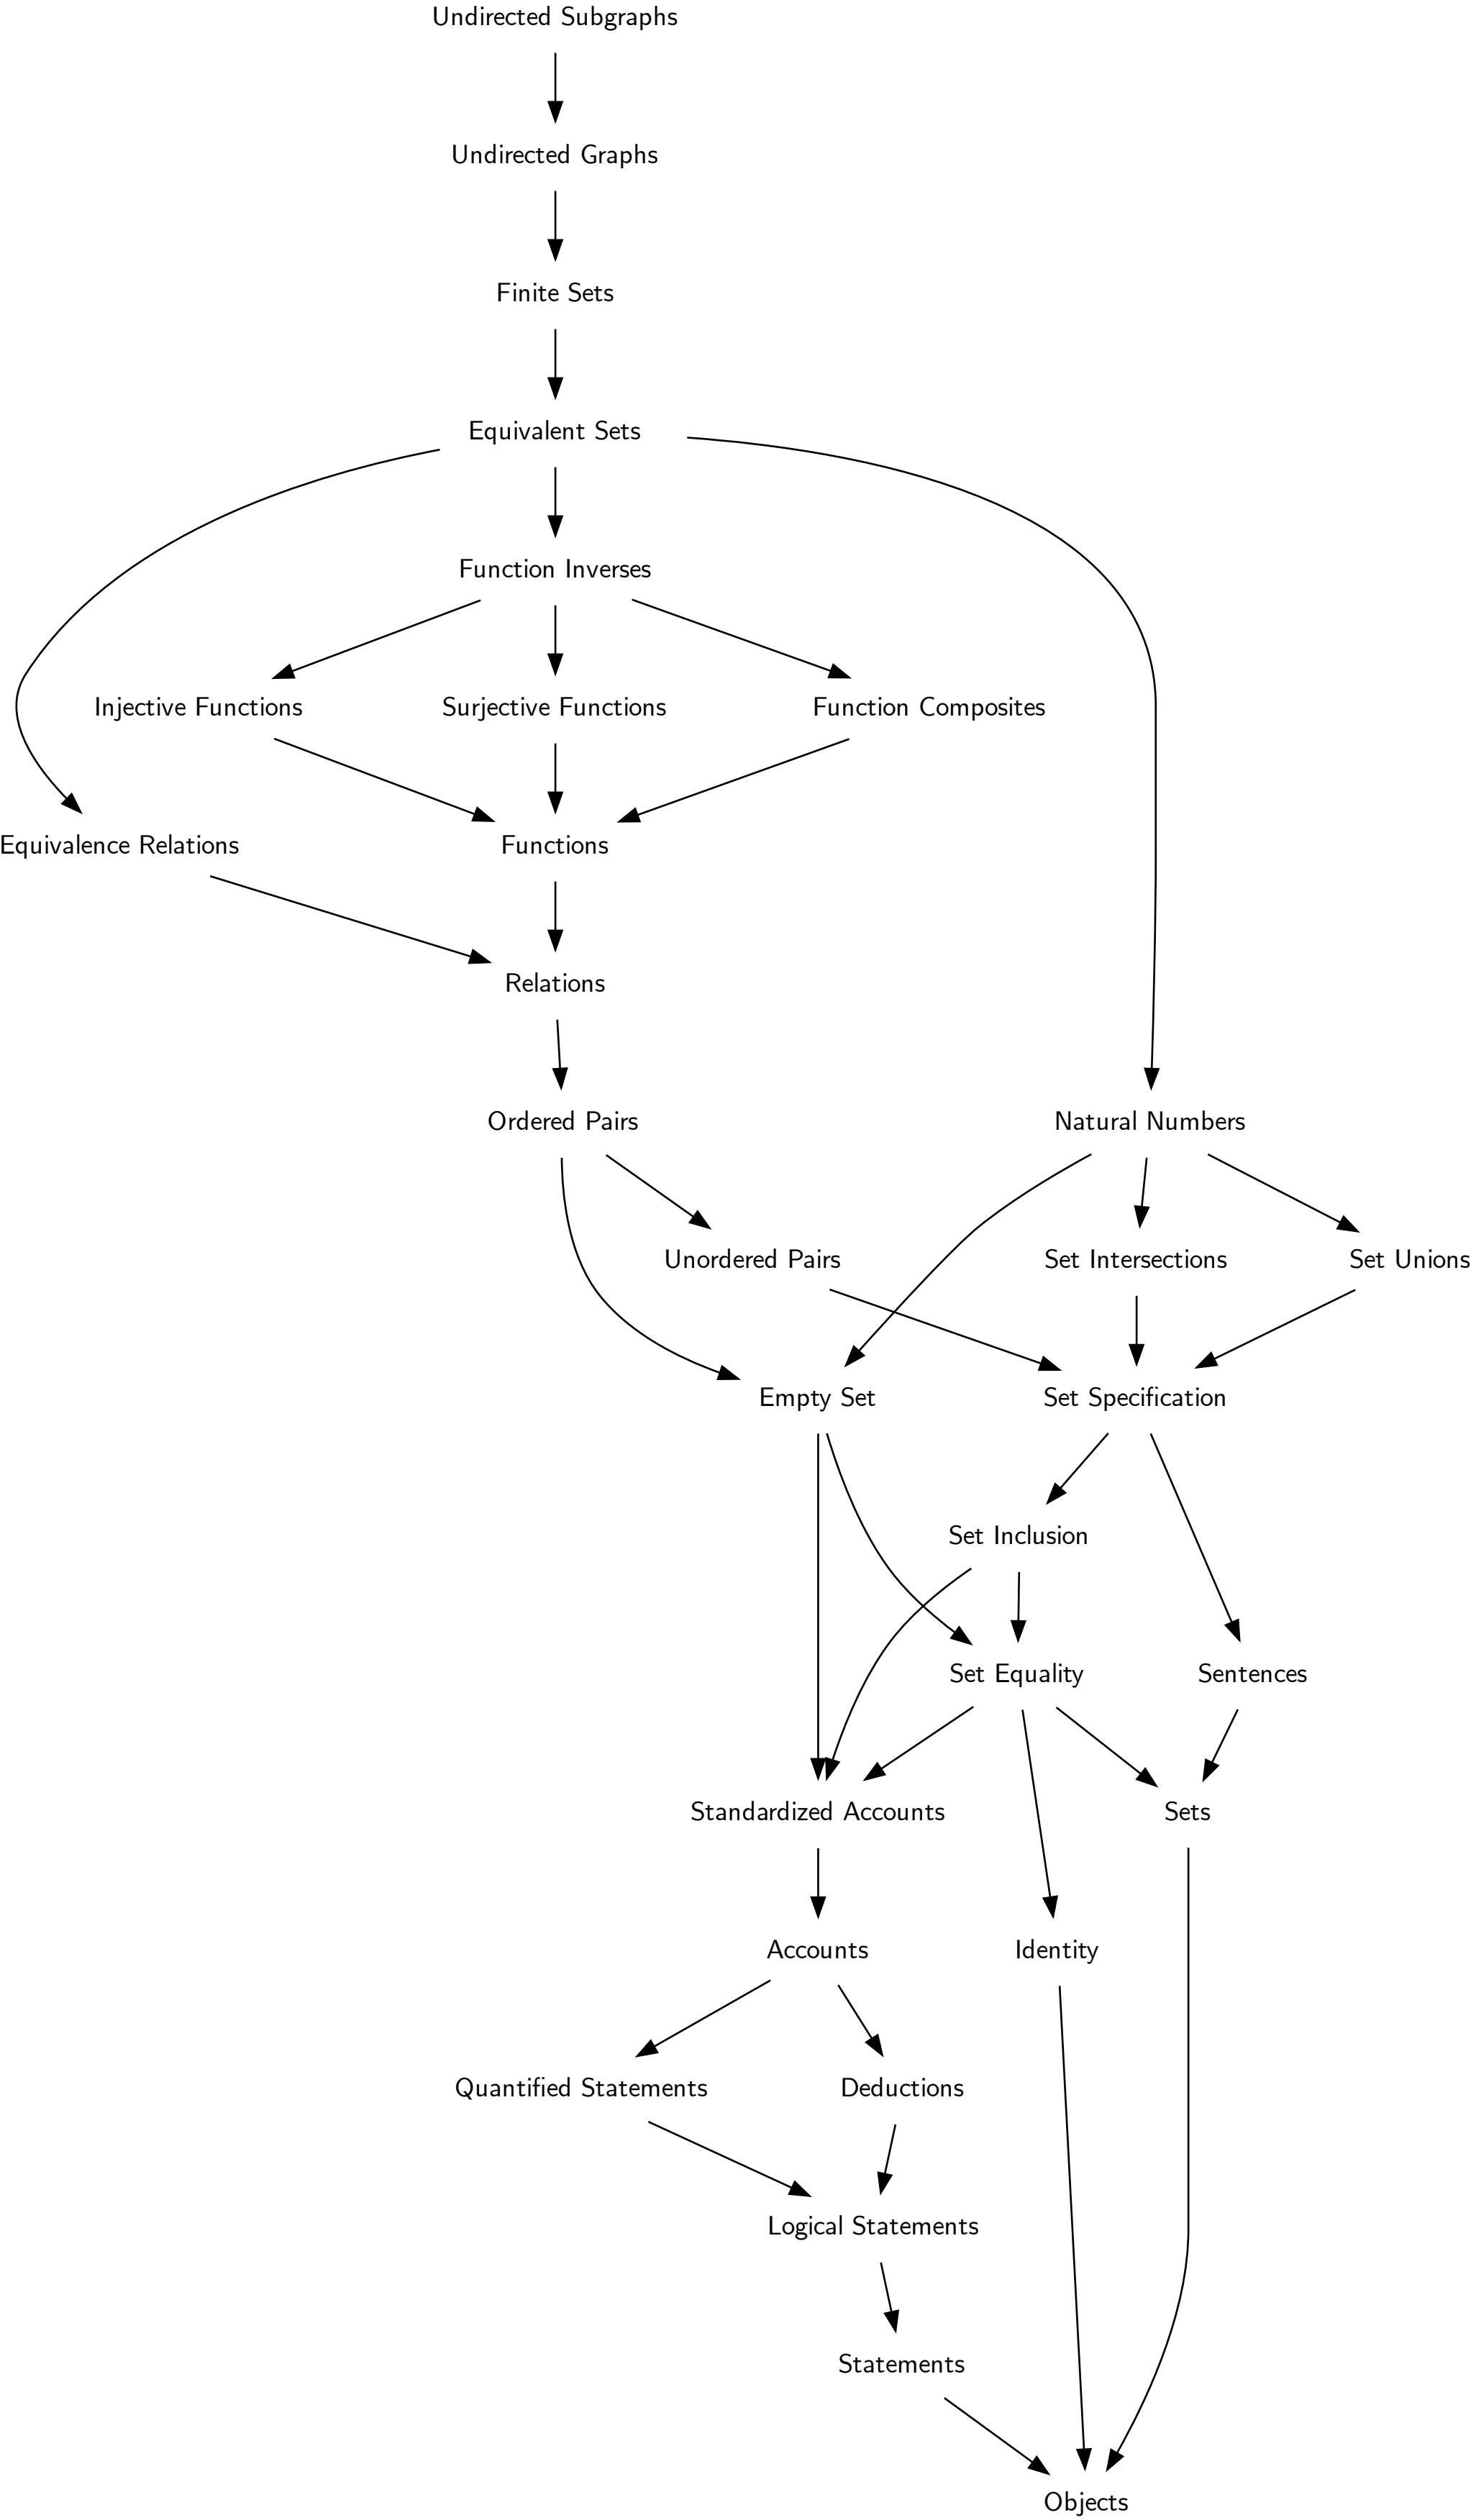 Undirected Subgraphs
Undirected Graphs
Finite Sets
Equivalent Sets
Function Inverses
Injective Functions
Surjective Functions
Function Composites
Equivalence Relations
Functions
Relations
Ordered Pairs
Natural Numbers
Unordered Pairs
Set Intersections
Set Unions
Empty Set
Set Specification
Set Inclusion
Set Equality
Sentences
Standardized Accounts
Sets
Accounts
Identity
Quantified Statements
Deductions
Logical Statements
Statements
Objects